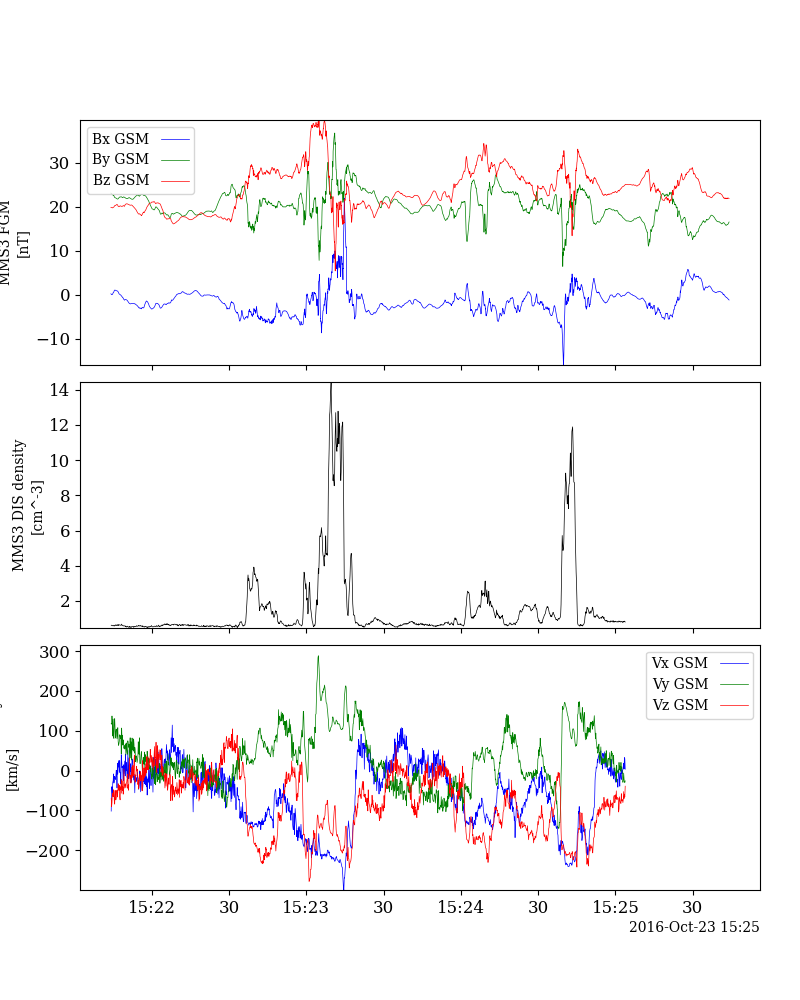 Bx GSM
By GSM
Bz GSM
30
20
10
0
−10
MMS3 FGM
[nT]
14
12
10
8
6
4
2
MMS3 DIS density
[cm^-3]
Vx GSM
Vy GSM
Vz GSM
300
200
100
0
−100
−200
[km/s]
15:22 30 15:23 30 15:24 30 15:25 30
2016-Oct-23 15:25